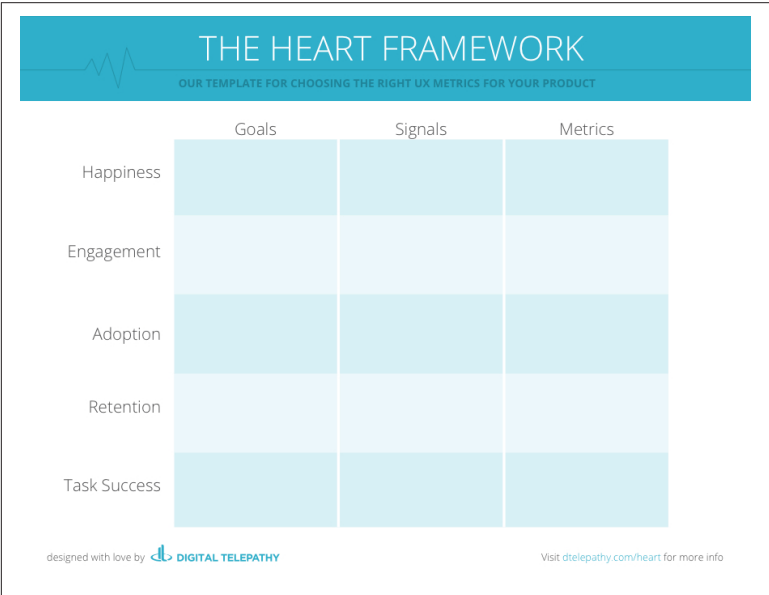 THE HEART FRAMEWORK
OUR TEMPLATE FOR CHOOSING THE RIGHT UX METRICS FOR YOUR PRODUCT
Goals Signals Metrics
Happiness
Engagement
Adoption
Retention
Task Success
designed with love by DIGITAL TELEPATHY Visit dtelepathy.com/heart for more info